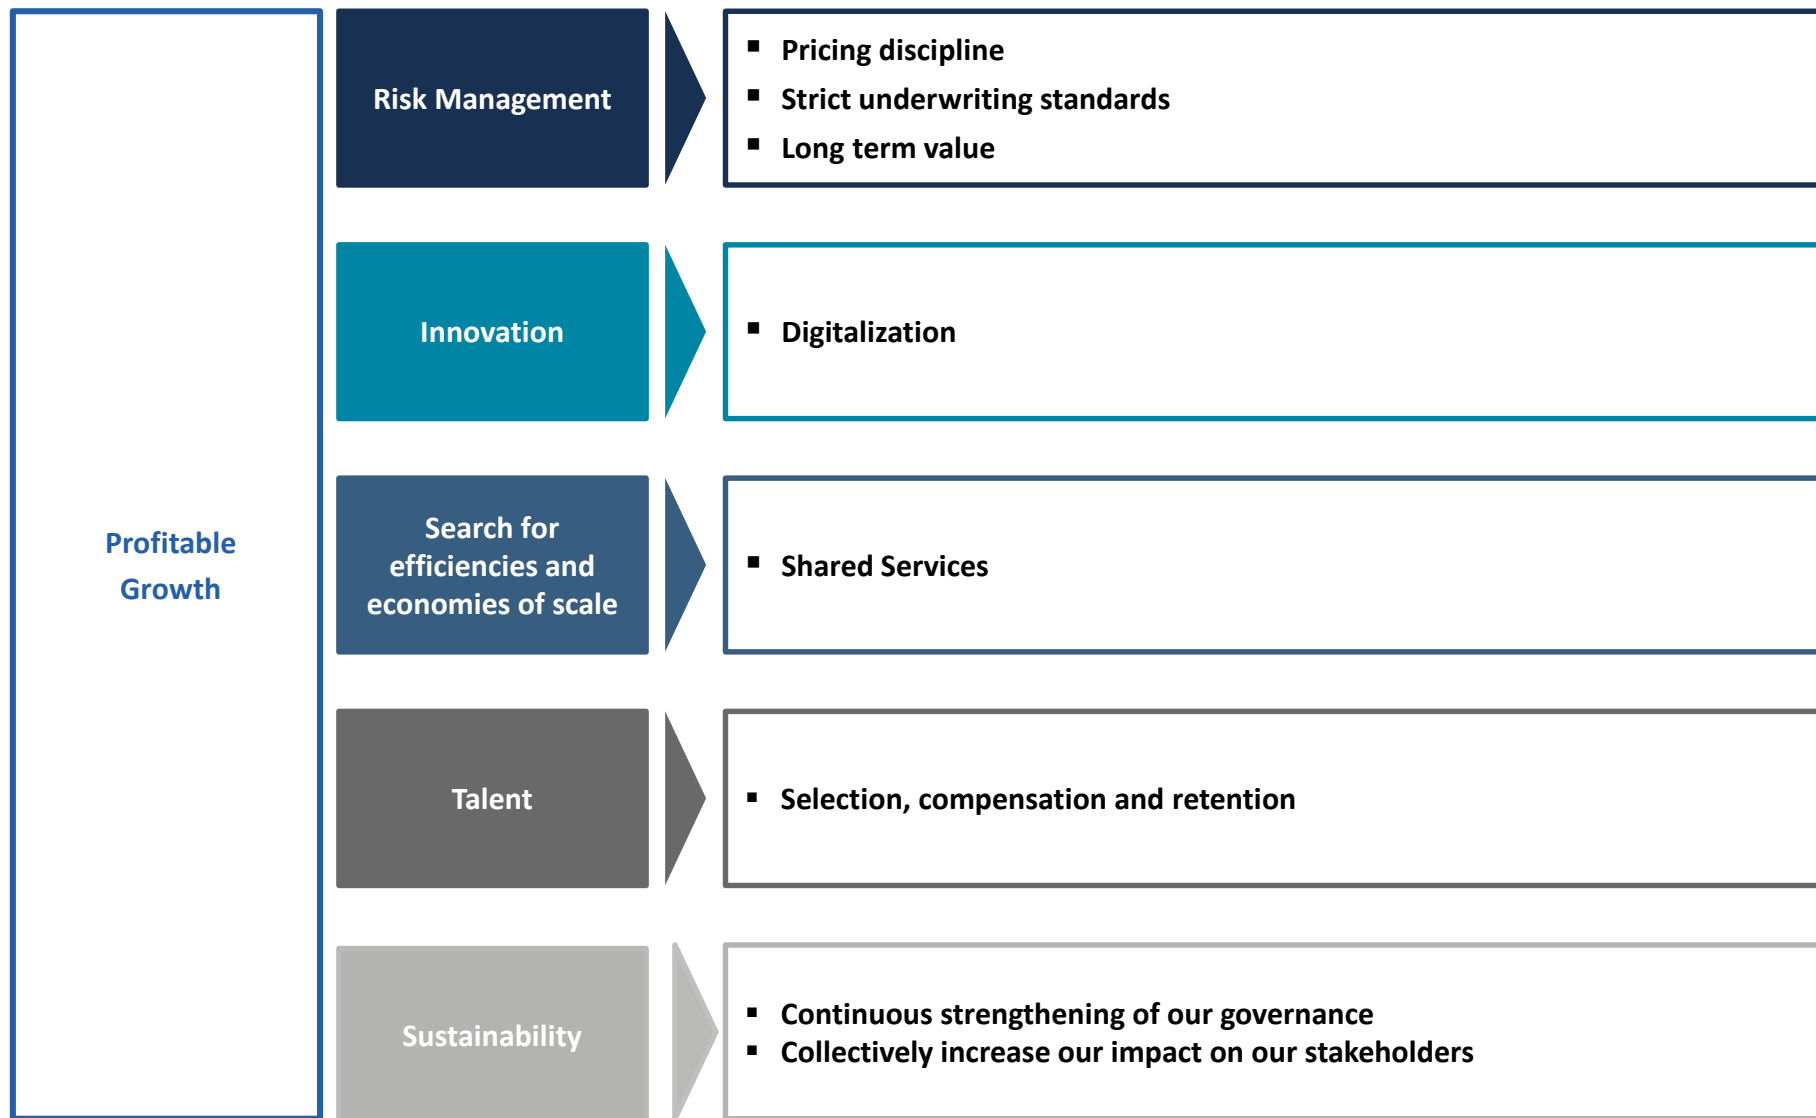 Profitable
Growth
Risk Management
▪ Pricing discipline
▪ Strict underwriting standards
▪ Long term value
Innovation
▪ Digitalization
Search for
efficiencies and
economies of scale
▪ Shared Services
Talent
▪ Selection, compensation and retention
Sustainability
▪ Continuous strengthening of our governance
▪ Collectively increase our impact on our stakeholders